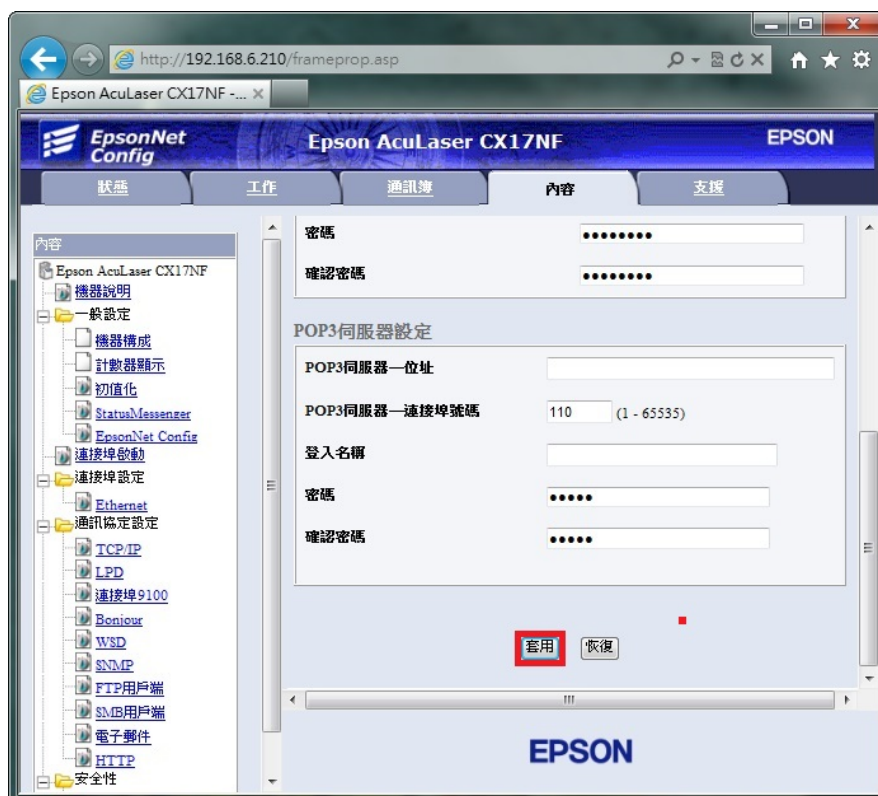 http://192.168.6.210/frameprop.asp
Epson AcuLaser CX17NF -...
EpsonNet
Config
Epson AcuLaser CX17NF
EPSON
狀態
工作
通訊簿
內容
支援
內容
Epson AcuLaser CX17NF
機器說明
一般設定
機器構成
計數器顯示
初值化
StatusMessenger
EpsonNet Config
連接埠啟動
連接埠設定
Ethernet
通訊協定設定
TCP/IP
LPD
連接埠9100
Bonjour
WSD
SNMP
FTP用戶端
SMB用戶端
電子郵件
HTTP
安全性
密碼
確認密碼
POP3伺服器設定
POP3伺服器—位址
POP3伺服器—連接埠號碼 110 (1 - 65535)
登入名稱
密碼
確認密碼
套用 恢復
EPSON